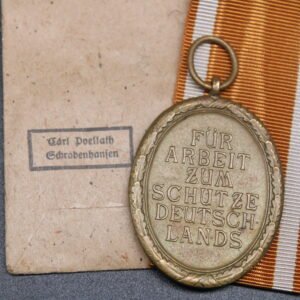 Carl Poellath
Schrobenhausen
FÜR
ARBEIT
ZUM
SCHUTZE
DEUTSCH
LANDS